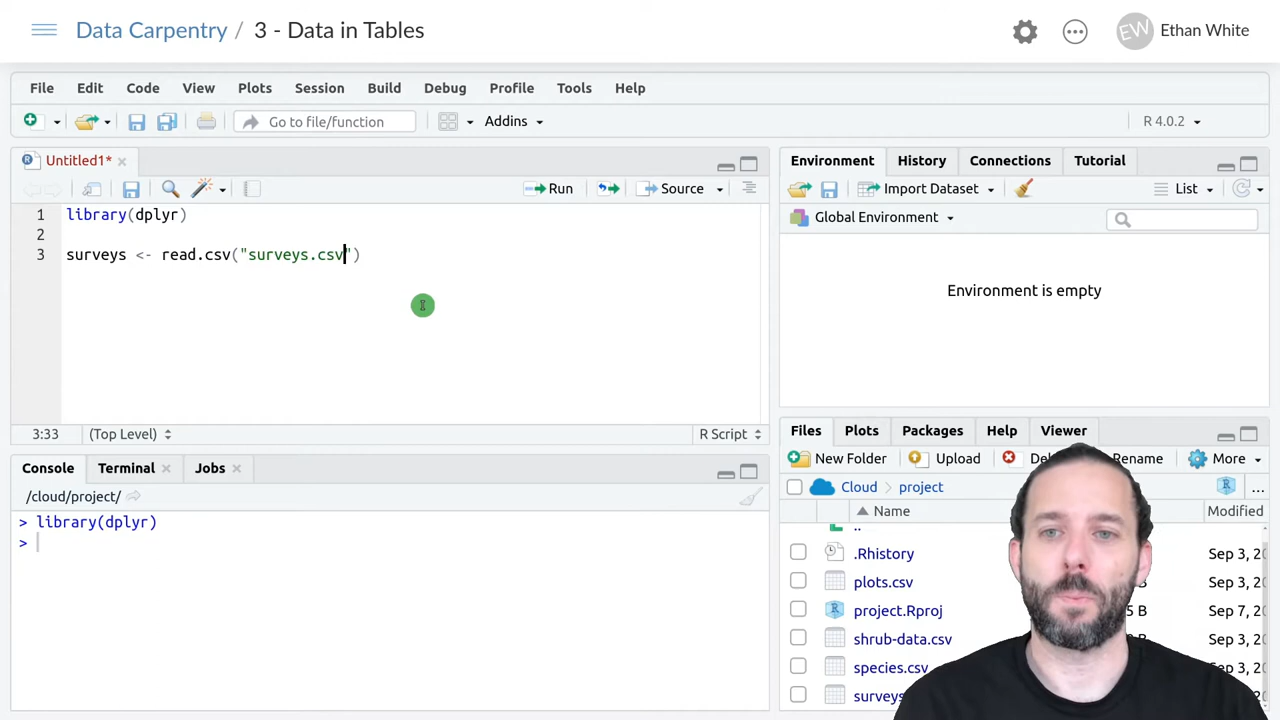 Data Carpentry / 3 - Data in Tables
EW Ethan White
File Edit Code View Plots Session Build Debug Profile Tools Help
Go to file/function Addins R 4.0.2
Untitled1*
Run Source
1 library(dplyr)
2
3 surveys <- read.csv("surveys.csv")
3:33 (Top Level) R Script
Console Terminal Jobs
/cloud/project/
> library(dplyr)
>
Environment History Connections Tutorial
Import Dataset List
Global Environment
Environment is empty
Files Plots Packages Help Viewer
New Folder Upload Rename More
Cloud project ...
Name Modified
..
.Rhistory Sep 3,
plots.csv Sep 3,
project.Rproj Sep 7,
shrub-data.csv Sep 3,
species.csv Sep 3,
surveys Sep 3,